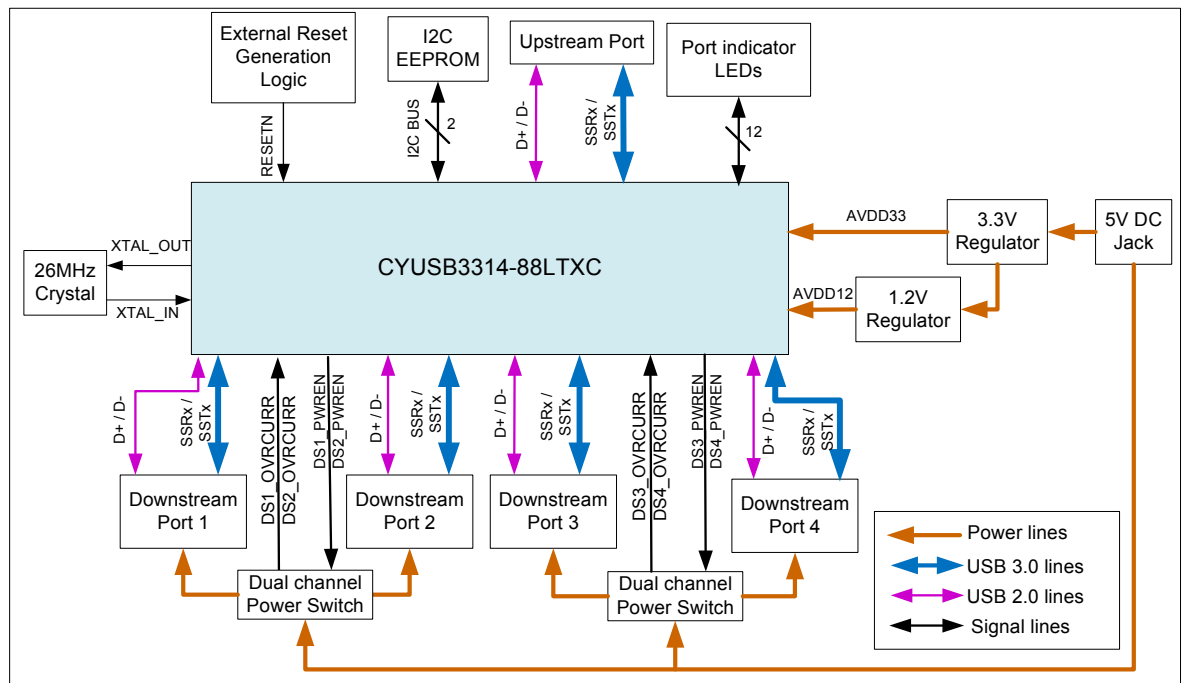 External Reset
Generation
Logic
I2C
EEPROM
Upstream Port
Port indicator
LEDs
RESETN
I2C BUS
2
D+ / D-
SSRx /
SSTx
12
26MHz
Crystal
XTAL_OUT
XTAL_IN
CYUSB3314-88LTXC
AVDD33
3.3V
Regulator
5V DC
Jack
AVDD12
1.2V
Regulator
D+ / D-
SSRx /
SSTx
DS1_OVRCURR
DS2_OVRCURR
DS1_PWREN
DS2_PWREN
D+ / D-
SSRx /
SSTx
D+ / D-
SSRx /
SSTx
DS3_OVRCURR
DS4_OVRCURR
DS3_PWREN
DS4_PWREN
D+ / D-
SSRx /
SSTx
Downstream
Port 1
Downstream
Port 2
Downstream
Port 3
Downstream
Port 4
Dual channel
Power Switch
Dual channel
Power Switch
Power lines
USB 3.0 lines
USB 2.0 lines
Signal lines